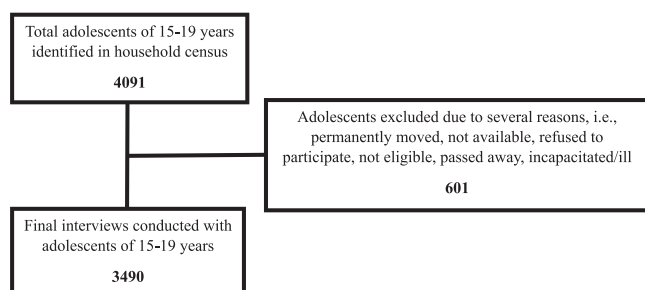 Total adolescents of 15-19 years
identified in household census
4091
Adolescents excluded due to several reasons, i.e.,
permanently moved, not available, refused to
participate, not eligible, passed away, incapacitated/ill
601
Final interviews conducted with
adolescents of 15-19 years
3490